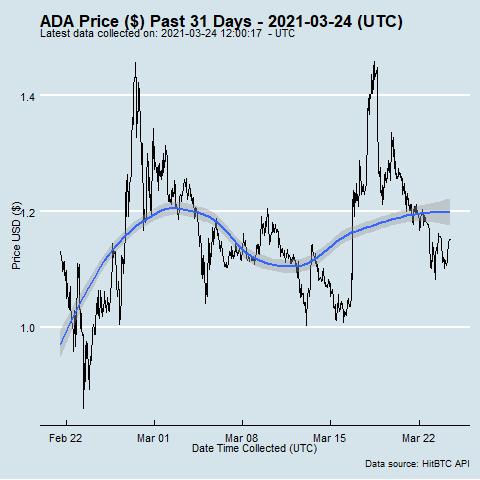 ADA Price ($) Past 31 Days - 2021-03-24 (UTC)
Latest data collected on: 2021-03-24 12:00:17 - UTC
1.4
1.2
1.0
Price USD ($)
Feb 22 Mar 01 Mar 08 Mar 15 Mar 22
Date Time Collected (UTC)
Data source: HitBTC API